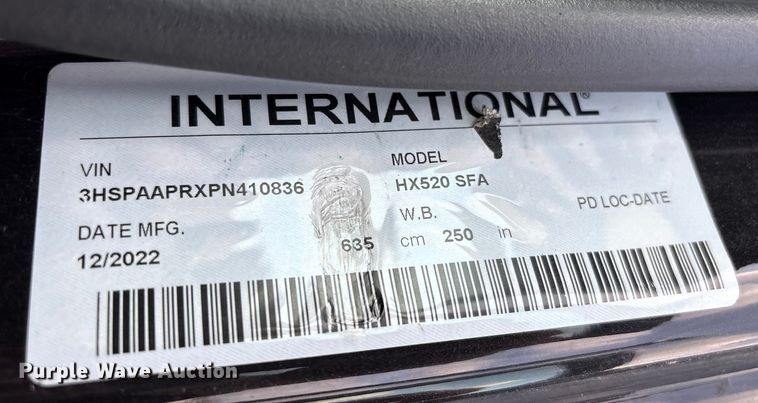 INTERNATIONAL®
VIN
3HSPAAPRXPN410836
MODEL
HX520 SFA
DATE MFG.
12/2022
W.B.
635 cm 250 in
PD LOC-DATE
Purple Wave Auction